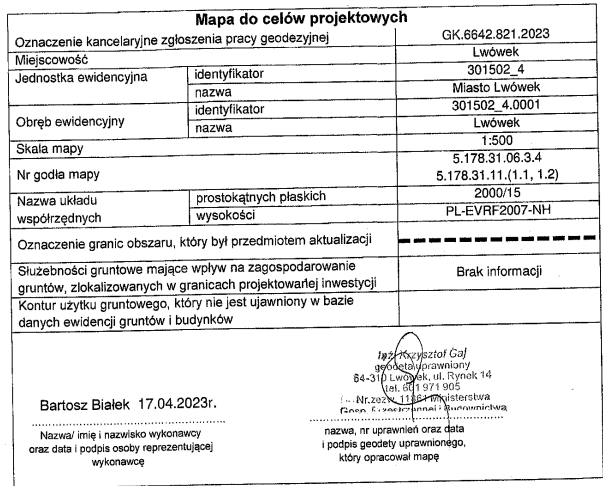 Mapa do celów projektowych
Oznaczenie kancelaryjne zgłoszenia pracy geodezyjnej GK.6642.821.2023
Miejscowość Lwówek
Jednostka ewidencyjna identyfikator 301502_4
nazwa Miasto Lwówek
Obręb ewidencyjny identyfikator 301502_4.0001
nazwa Lwówek
Skala mapy 1:500
Nr godła mapy 5.178.31.06.3.4
5.178.31.11.(1.1, 1.2)
Nazwa układu współrzędnych prostokątnych płaskich 2000/15
wysokości PL-EVRF2007-NH
Oznaczenie granic obszaru, który był przedmiotem aktualizacji
Służebności gruntowe mające wpływ na zagospodarowanie
gruntów, zlokalizowanych w granicach projektowanej inwestycji Brak informacji
Kontur użytku gruntowego, który nie jest ujawniony w bazie
danych ewidencji gruntów i budynków
inż. Krzysztof Gaj
geodeta uprawniony
64-310 Lwówek, ul. Rynek 14
tel. 601 971 905
Nr.zezw. 11861 ministerstwa
Gosp. Przestrzennej i Budownictwa
Bartosz Białek 17.04.2023r.
Nazwa/ imię i nazwisko wykonawcy
oraz data i podpis osoby reprezentującej
wykonawcę
nazwa, nr uprawnień oraz data
i podpis geodety uprawnionego,
który opracował mapę